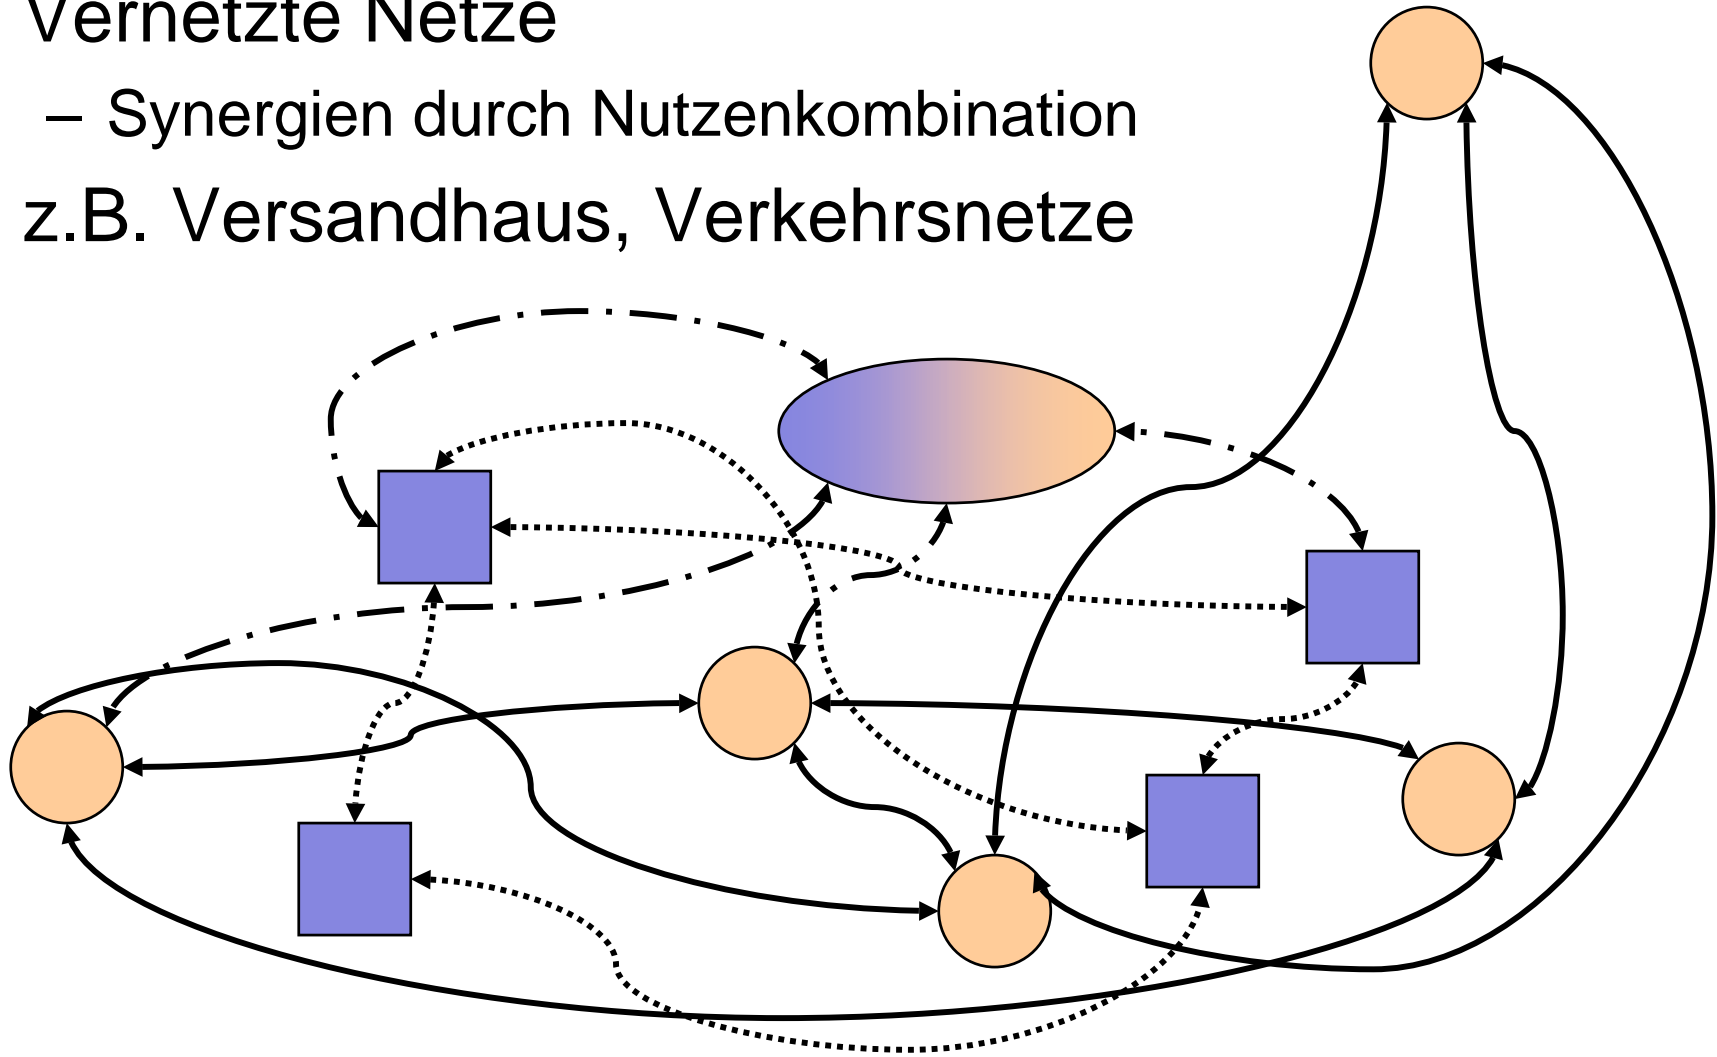 Vernetzte Netze
– Synergien durch Nutzenkombination
z.B. Versandhaus, Verkehrsnetze